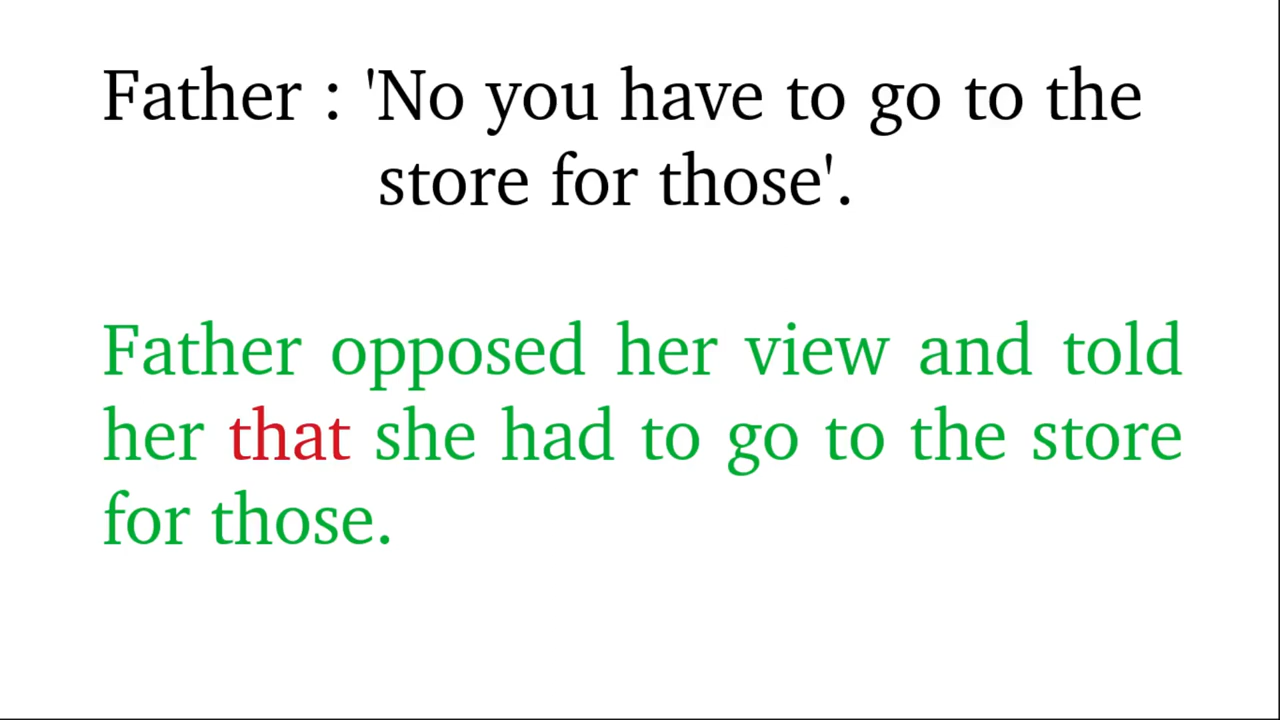 Father : 'No you have to go to the
store for those'.
Father opposed her view and told
her that she had to go to the store
for those.